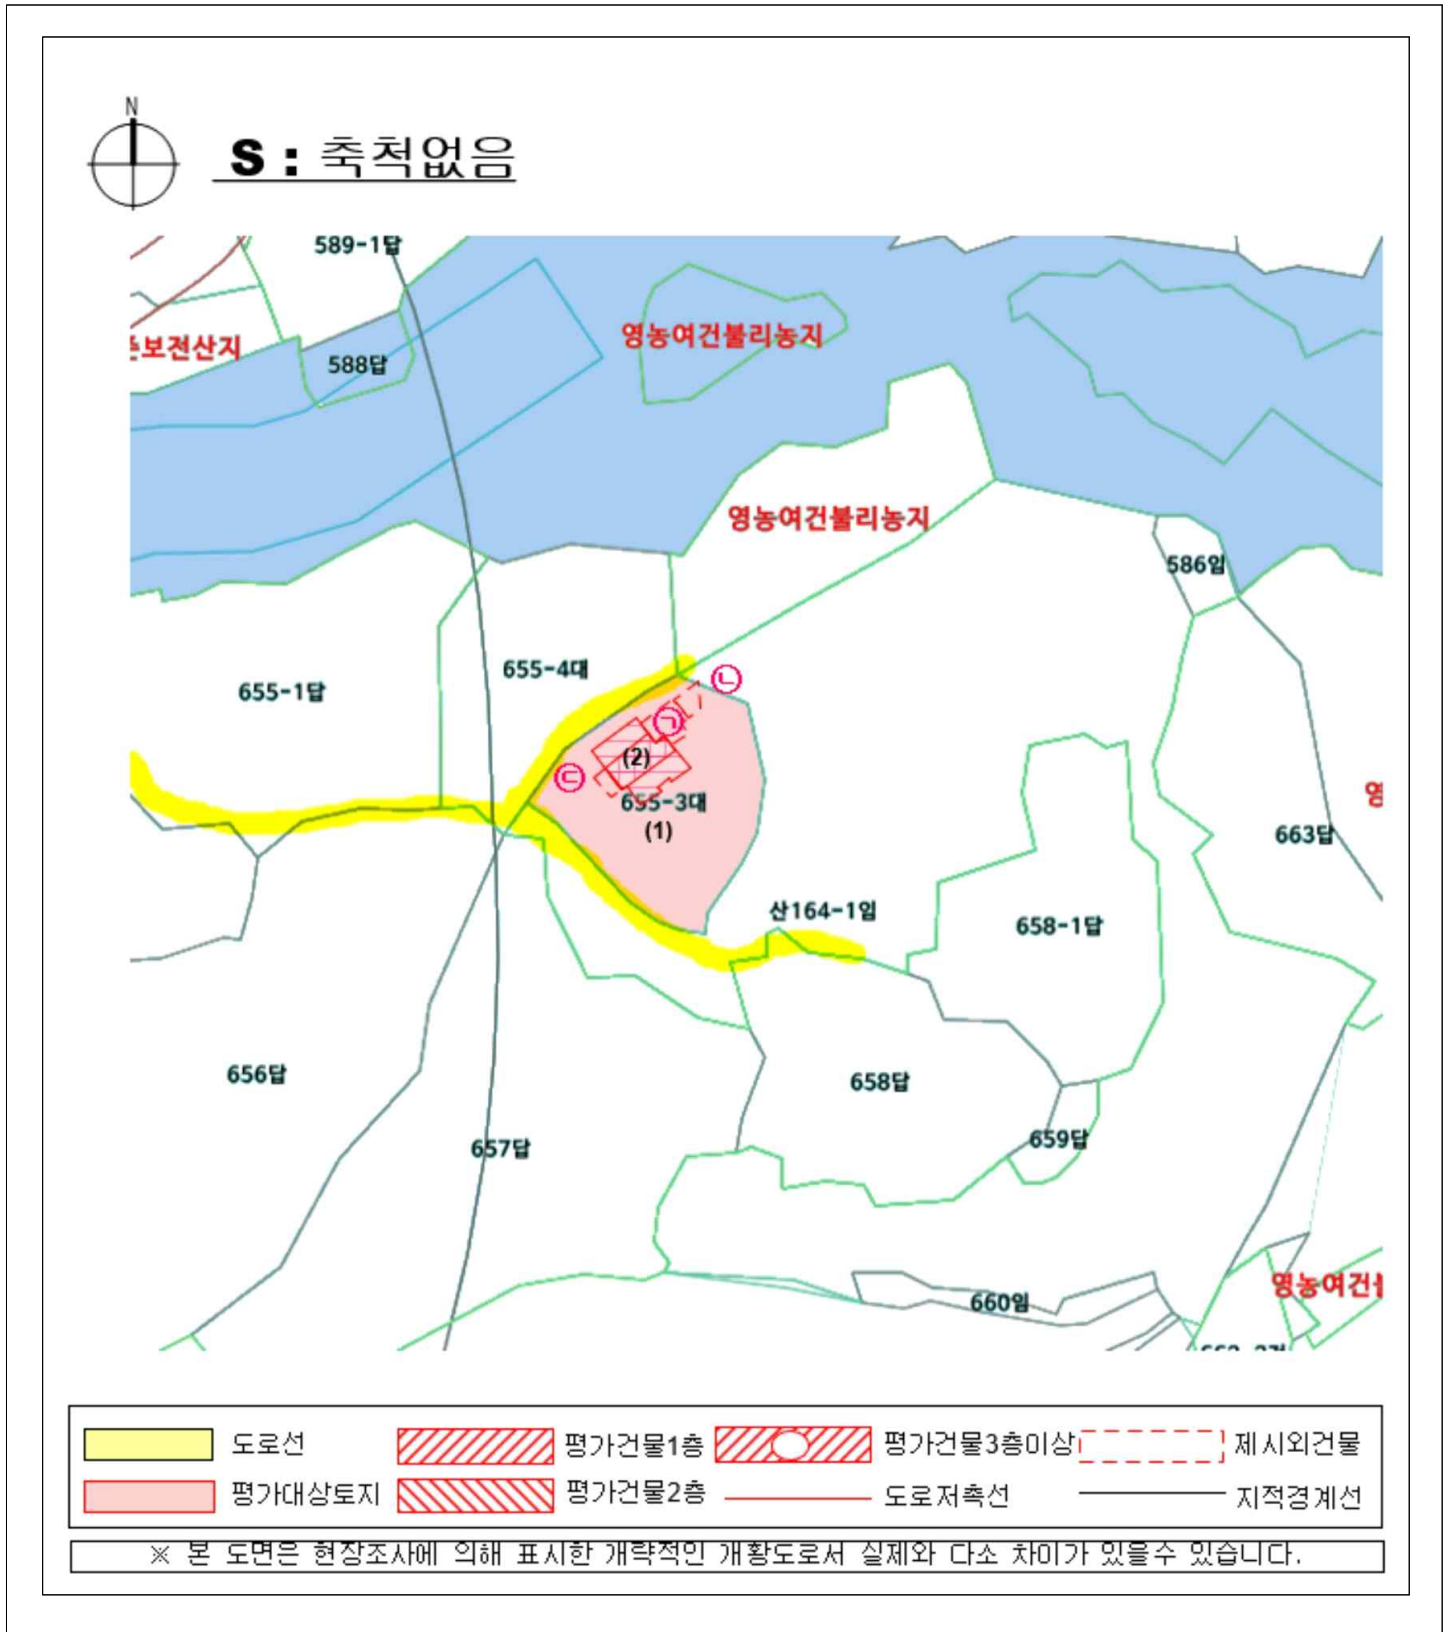 N
S : 축척없음
589-1답
영농여건불리농지
보전산지
588답
영농여건불리농지
586임
655-4대
655-1답
㉡
㉠
(2)
㉢
655-3대
(1)
663답
산164-1임
658-1답
656답
658답
659답
657답
영농여건
660임
도로선
평가건물1층
평가건물3층이상
제시외건물
평가대상토지
평가건물2층
도로저촉선
지적경계선
※ 본 도면은 현장조사에 의해 표시한 개략적인 개황도로서 실제와 다소 차이가 있을수 있습니다.